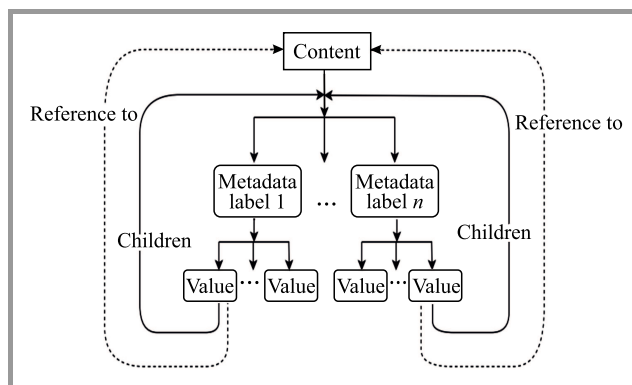 Content
Reference to
Reference to
Metadata
label 1
...
Metadata
label n
Children
Children
Value
...
Value
Value
...
Value